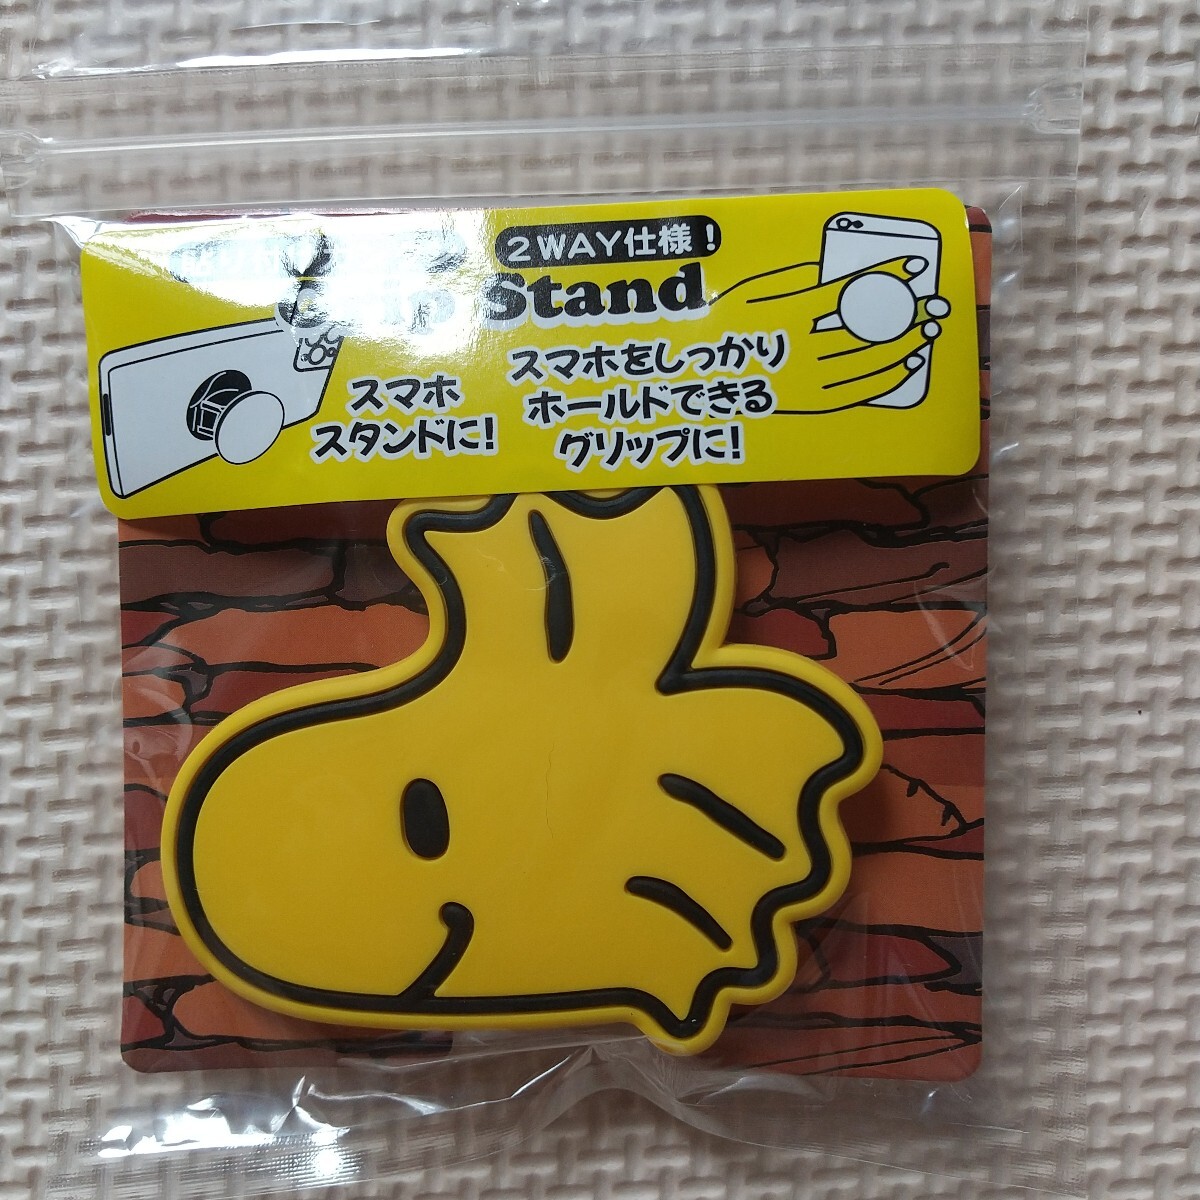 2WAY仕様!
Grip Stand
スマホ
スタンドに!
スマホをしっかり
ホールドできる
グリップに!